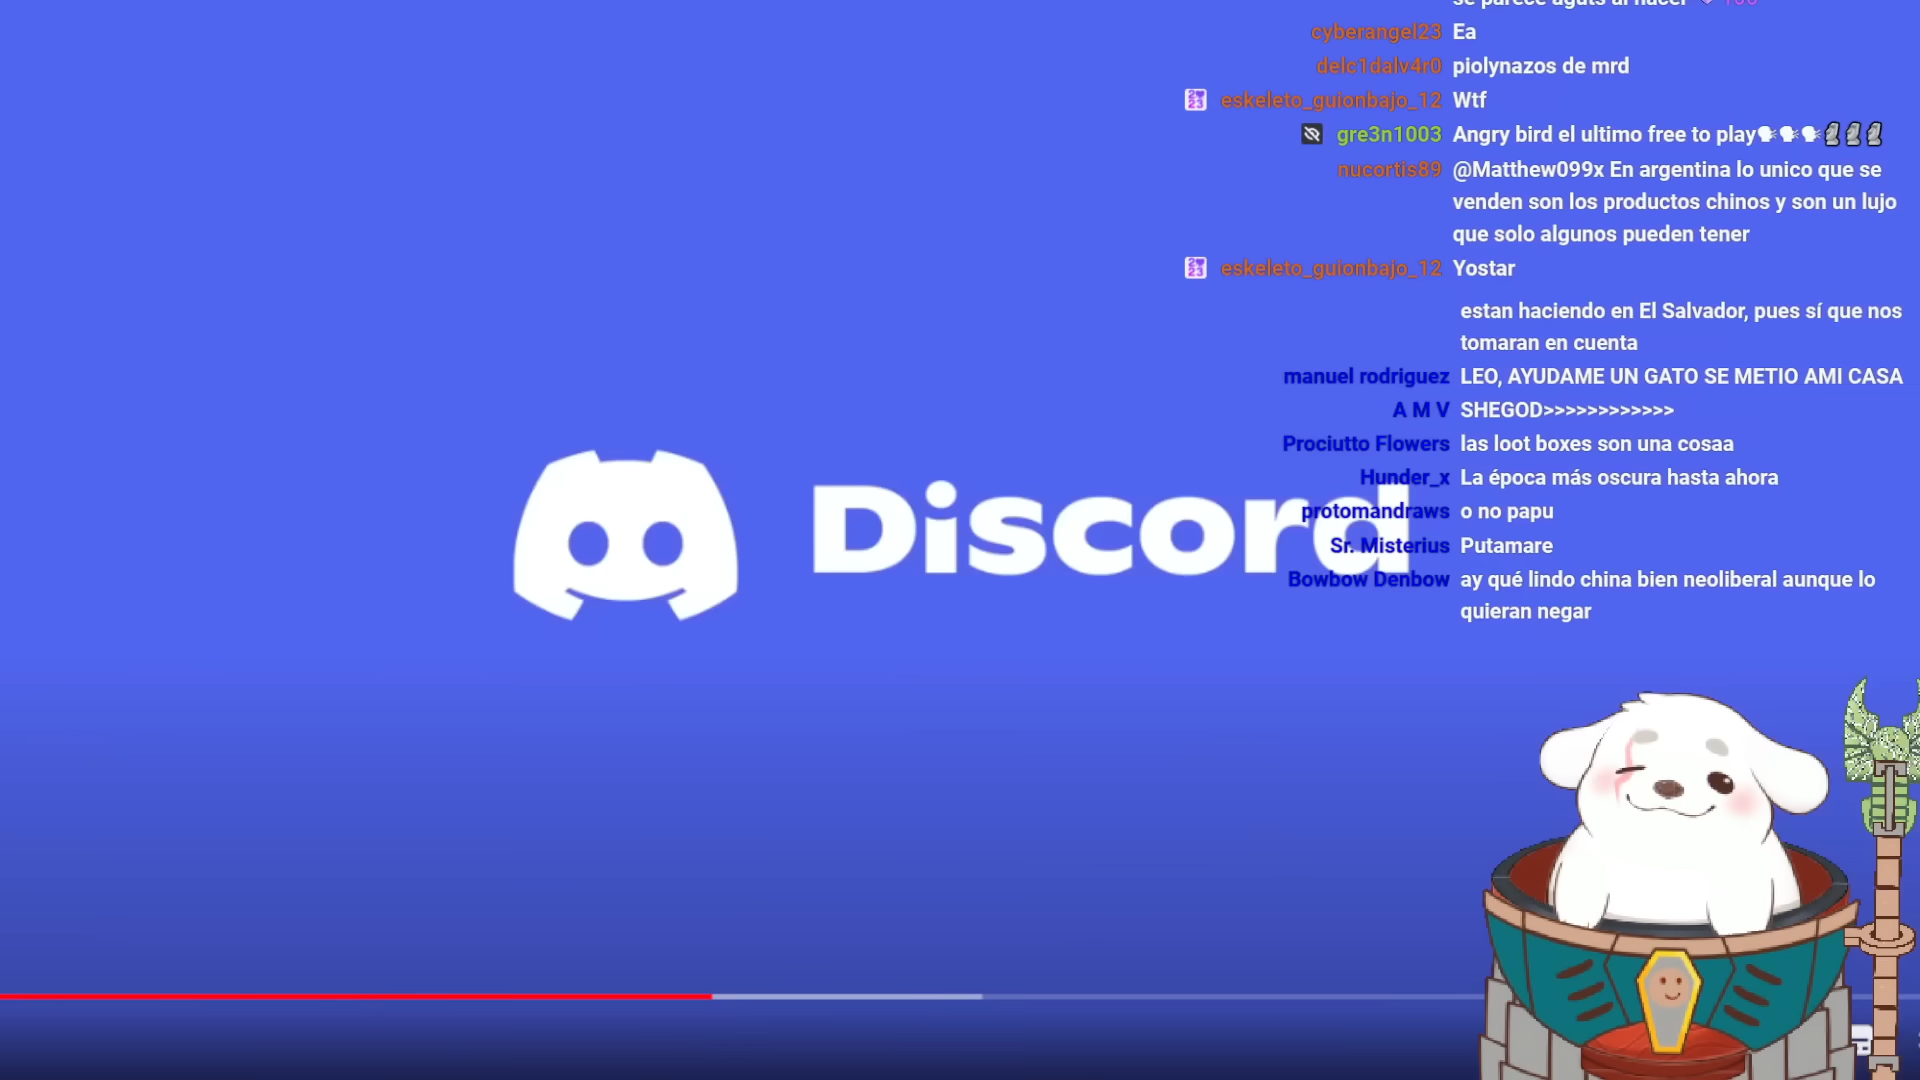 se parece aguts al hacer
cyberangel23 Ea
delc1dalv4r0 piolynazos de mrd
eskeleto_guionbajo_12 Wtf
gre3n1003 Angry bird el ultimo free to play🗣🗣🗣🗿🗿🗿
nucortis89 @Matthew099x En argentina lo unico que se
venden son los productos chinos y son un lujo
que solo algunos pueden tener
eskeleto_guionbajo_12 Yostar
estan haciendo en El Salvador, pues sí que nos
tomaran en cuenta
manuel rodriguez LEO, AYUDAME UN GATO SE METIO AMI CASA
A M V SHEGOD>>>>>>>>>>>>
Prociutto Flowers las loot boxes son una cosaa
Hunder_x La época más oscura hasta ahora
Discord
protomandraws o no papu
Sr. Misterius Putamare
Bowbow Denbow ay qué lindo china bien neoliberal aunque lo
quieran negar